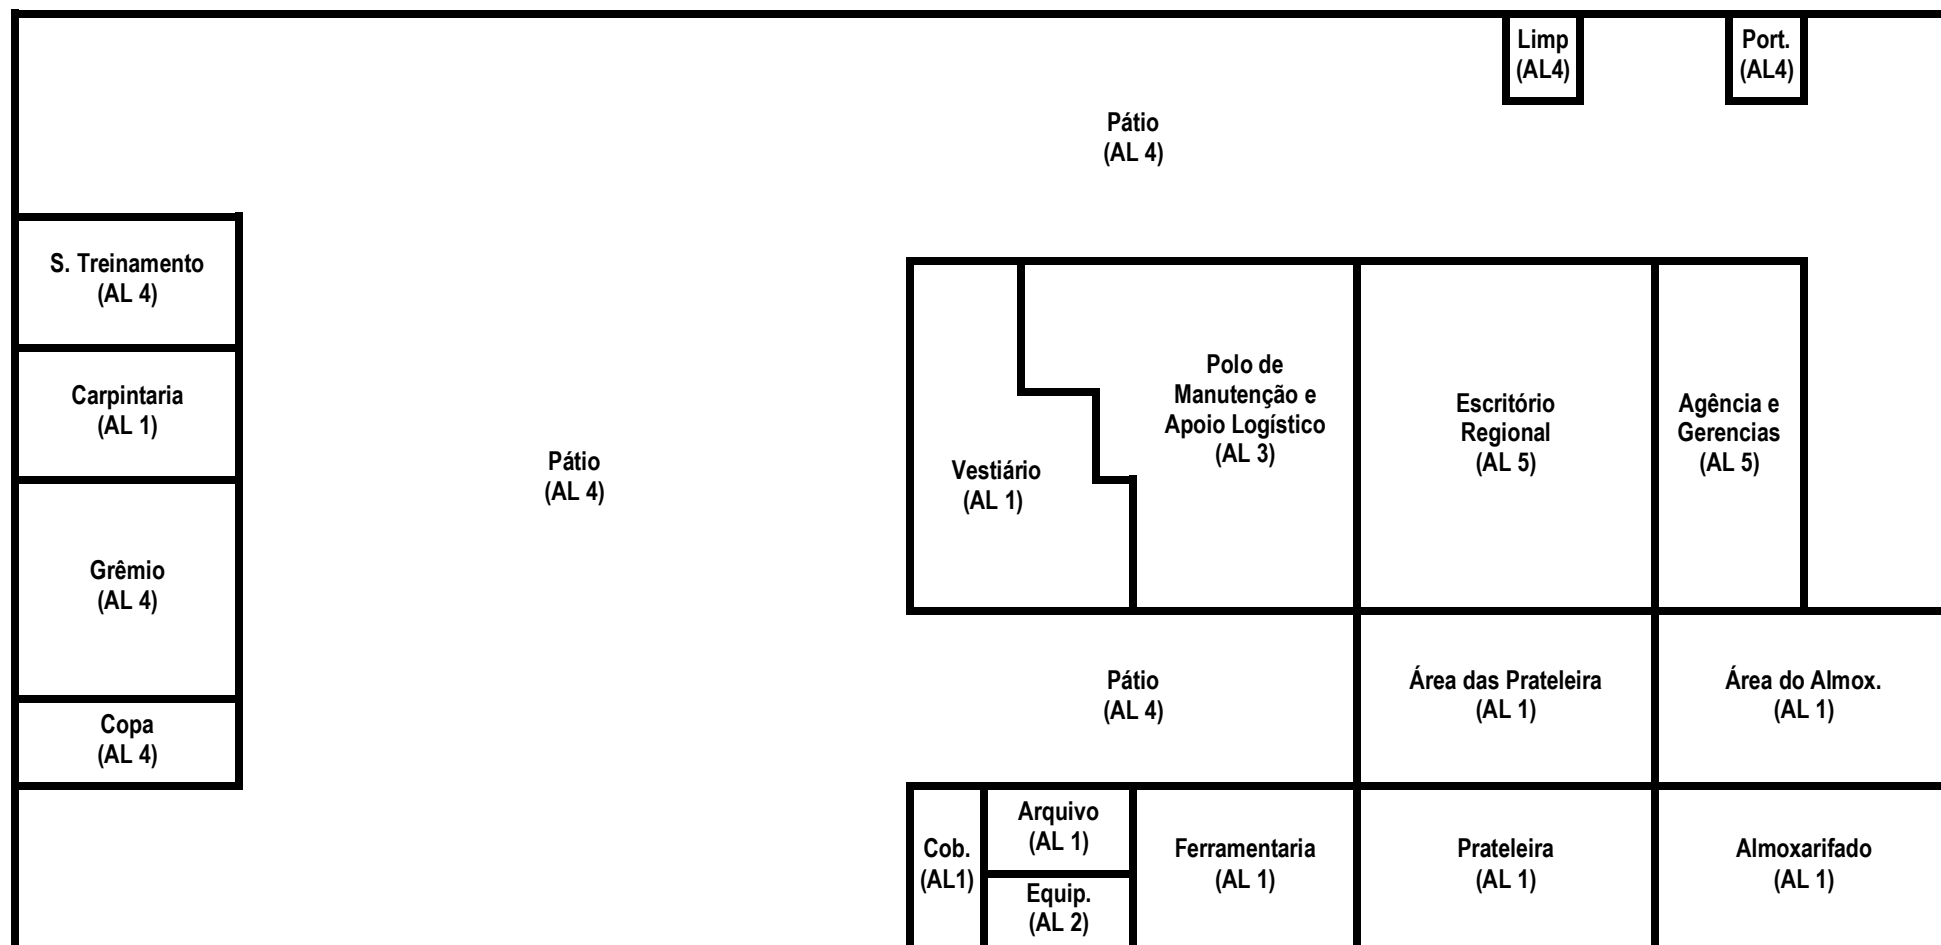 Limp
(AL4)
Port.
(AL4)
Pátio
(AL 4)
S. Treinamento
(AL 4)
Carpintaria
(AL 1)
Grêmio
(AL 4)
Copa
(AL 4)
Pátio
(AL 4)
Vestiário
(AL 1)
Polo de
Manutenção e
Apoio Logístico
(AL 3)
Escritório
Regional
(AL 5)
Agência e
Gerencias
(AL 5)
Pátio
(AL 4)
Área das Prateleira
(AL 1)
Área do Almox.
(AL 1)
Cob.
(AL1)
Arquivo
(AL 1)
Equip.
(AL 2)
Ferramentaria
(AL 1)
Prateleira
(AL 1)
Almoxarifado
(AL 1)